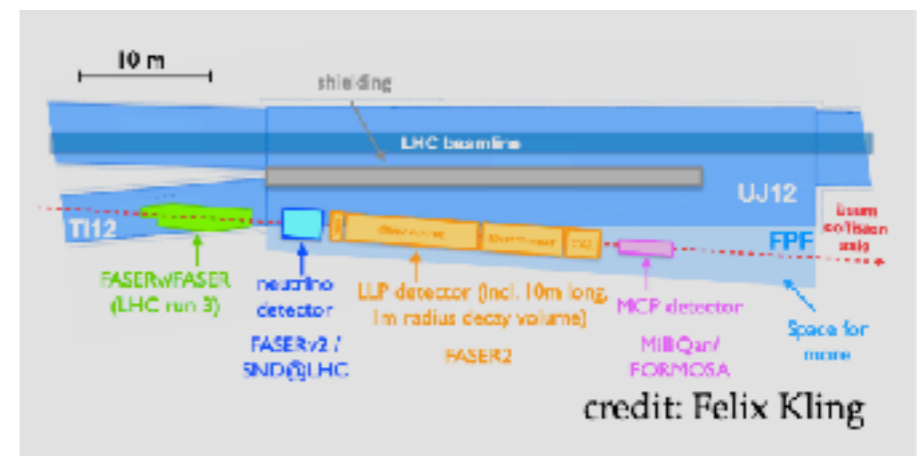 10 m
shielding
LHC beamline
UJ12
TI12
FPF
beam
collision
axis
FASERνFASER
(LHC run 3)
neutrino
detector
FASERν2 /
SND@LHC
LLP detector (incl. 10m long,
1m radius decay volume)
FASER2
MCP detector
MilliQan/
FORMOSA
Space for
more
credit: Felix Kling